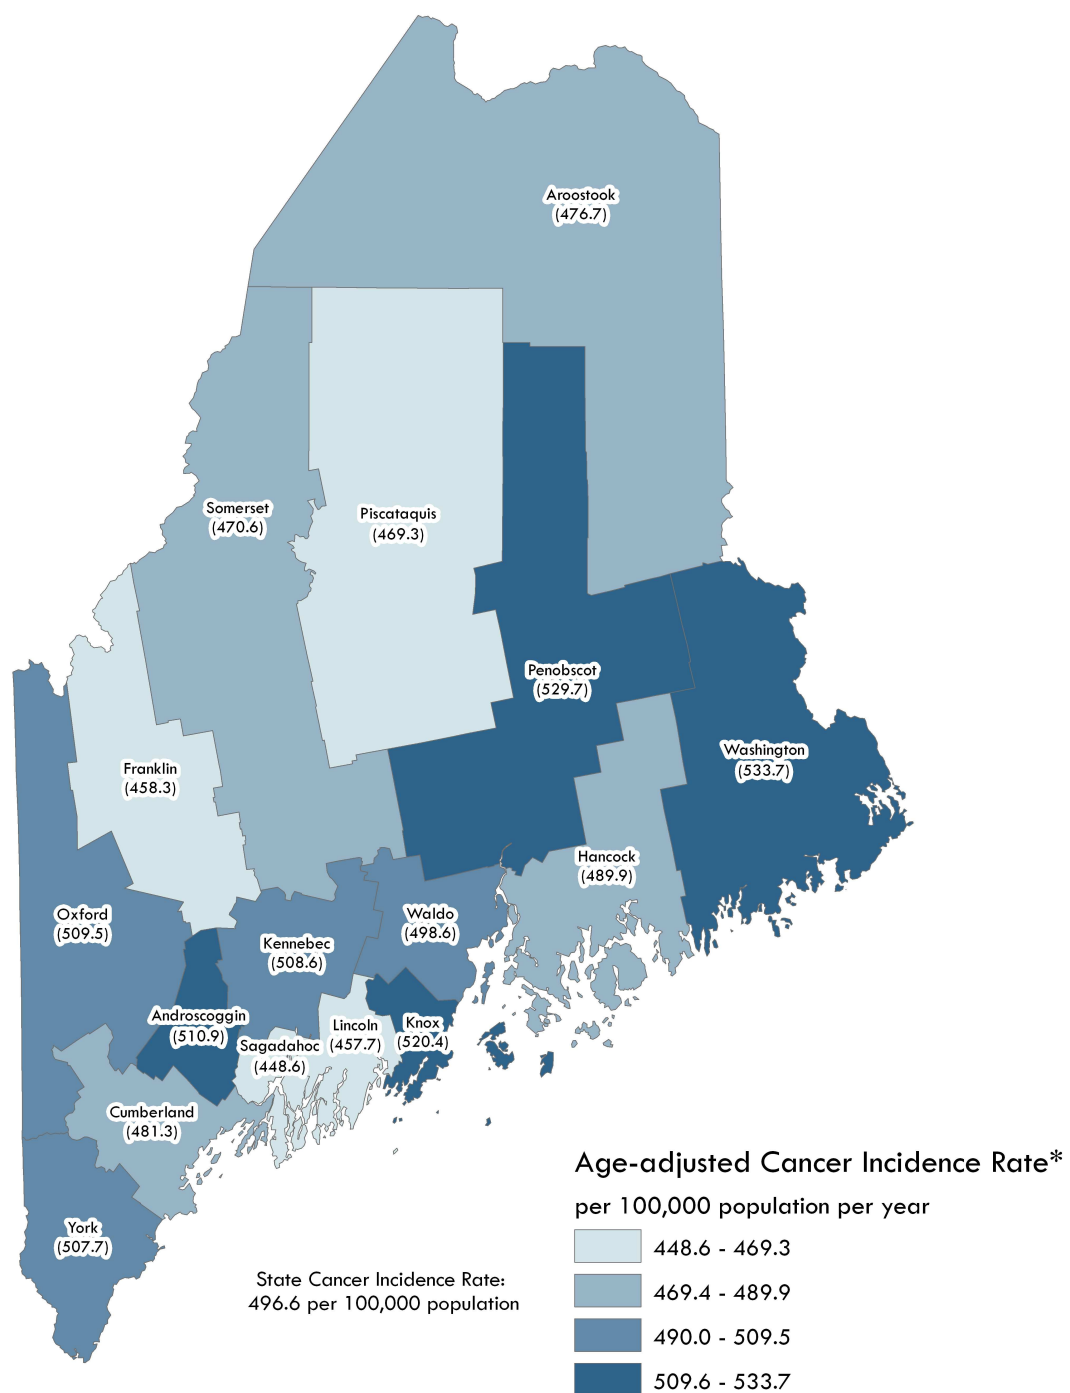 Aroostook
(476.7)
Somerset
(470.6)
Piscataquis
(469.3)
Penobscot
(529.7)
Washington
(533.7)
Franklin
(458.3)
Hancock
(489.9)
Oxford
(509.5)
Waldo
(498.6)
Kennebec
(508.6)
Androscoggin
(510.9)
Lincoln
(457.7)
Knox
(520.4)
Sagadahoc
(448.6)
Cumberland
(481.3)
York
(507.7)
State Cancer Incidence Rate:
496.6 per 100,000 population
Age-adjusted Cancer Incidence Rate*
per 100,000 population per year
448.6 - 469.3
469.4 - 489.9
490.0 - 509.5
509.6 - 533.7